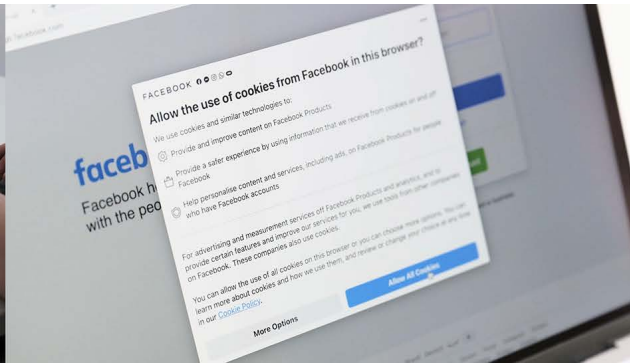 facebook.com
FACEBOOK
Allow the use of cookies from Facebook in this browser?
We use cookies and similar technologies to:
Provide and improve content on Facebook Products
Provide a safer experience by using information that we receive from cookies on and off
Facebook
Help personalise content and services, including ads, on Facebook Products for people
who have Facebook accounts
For advertising and measurement services off Facebook Products and analytics, and to
provide certain features and improve our services for you, we use tools from other companies
on Facebook. These companies also use cookies.
You can allow the use of all cookies on this browser or you can choose more options. You can
learn more about cookies and how we use them, and review or change your choice at any time
in our Cookie Policy.
More Options
Allow All Cookies
faceb
Facebook h
with the peo